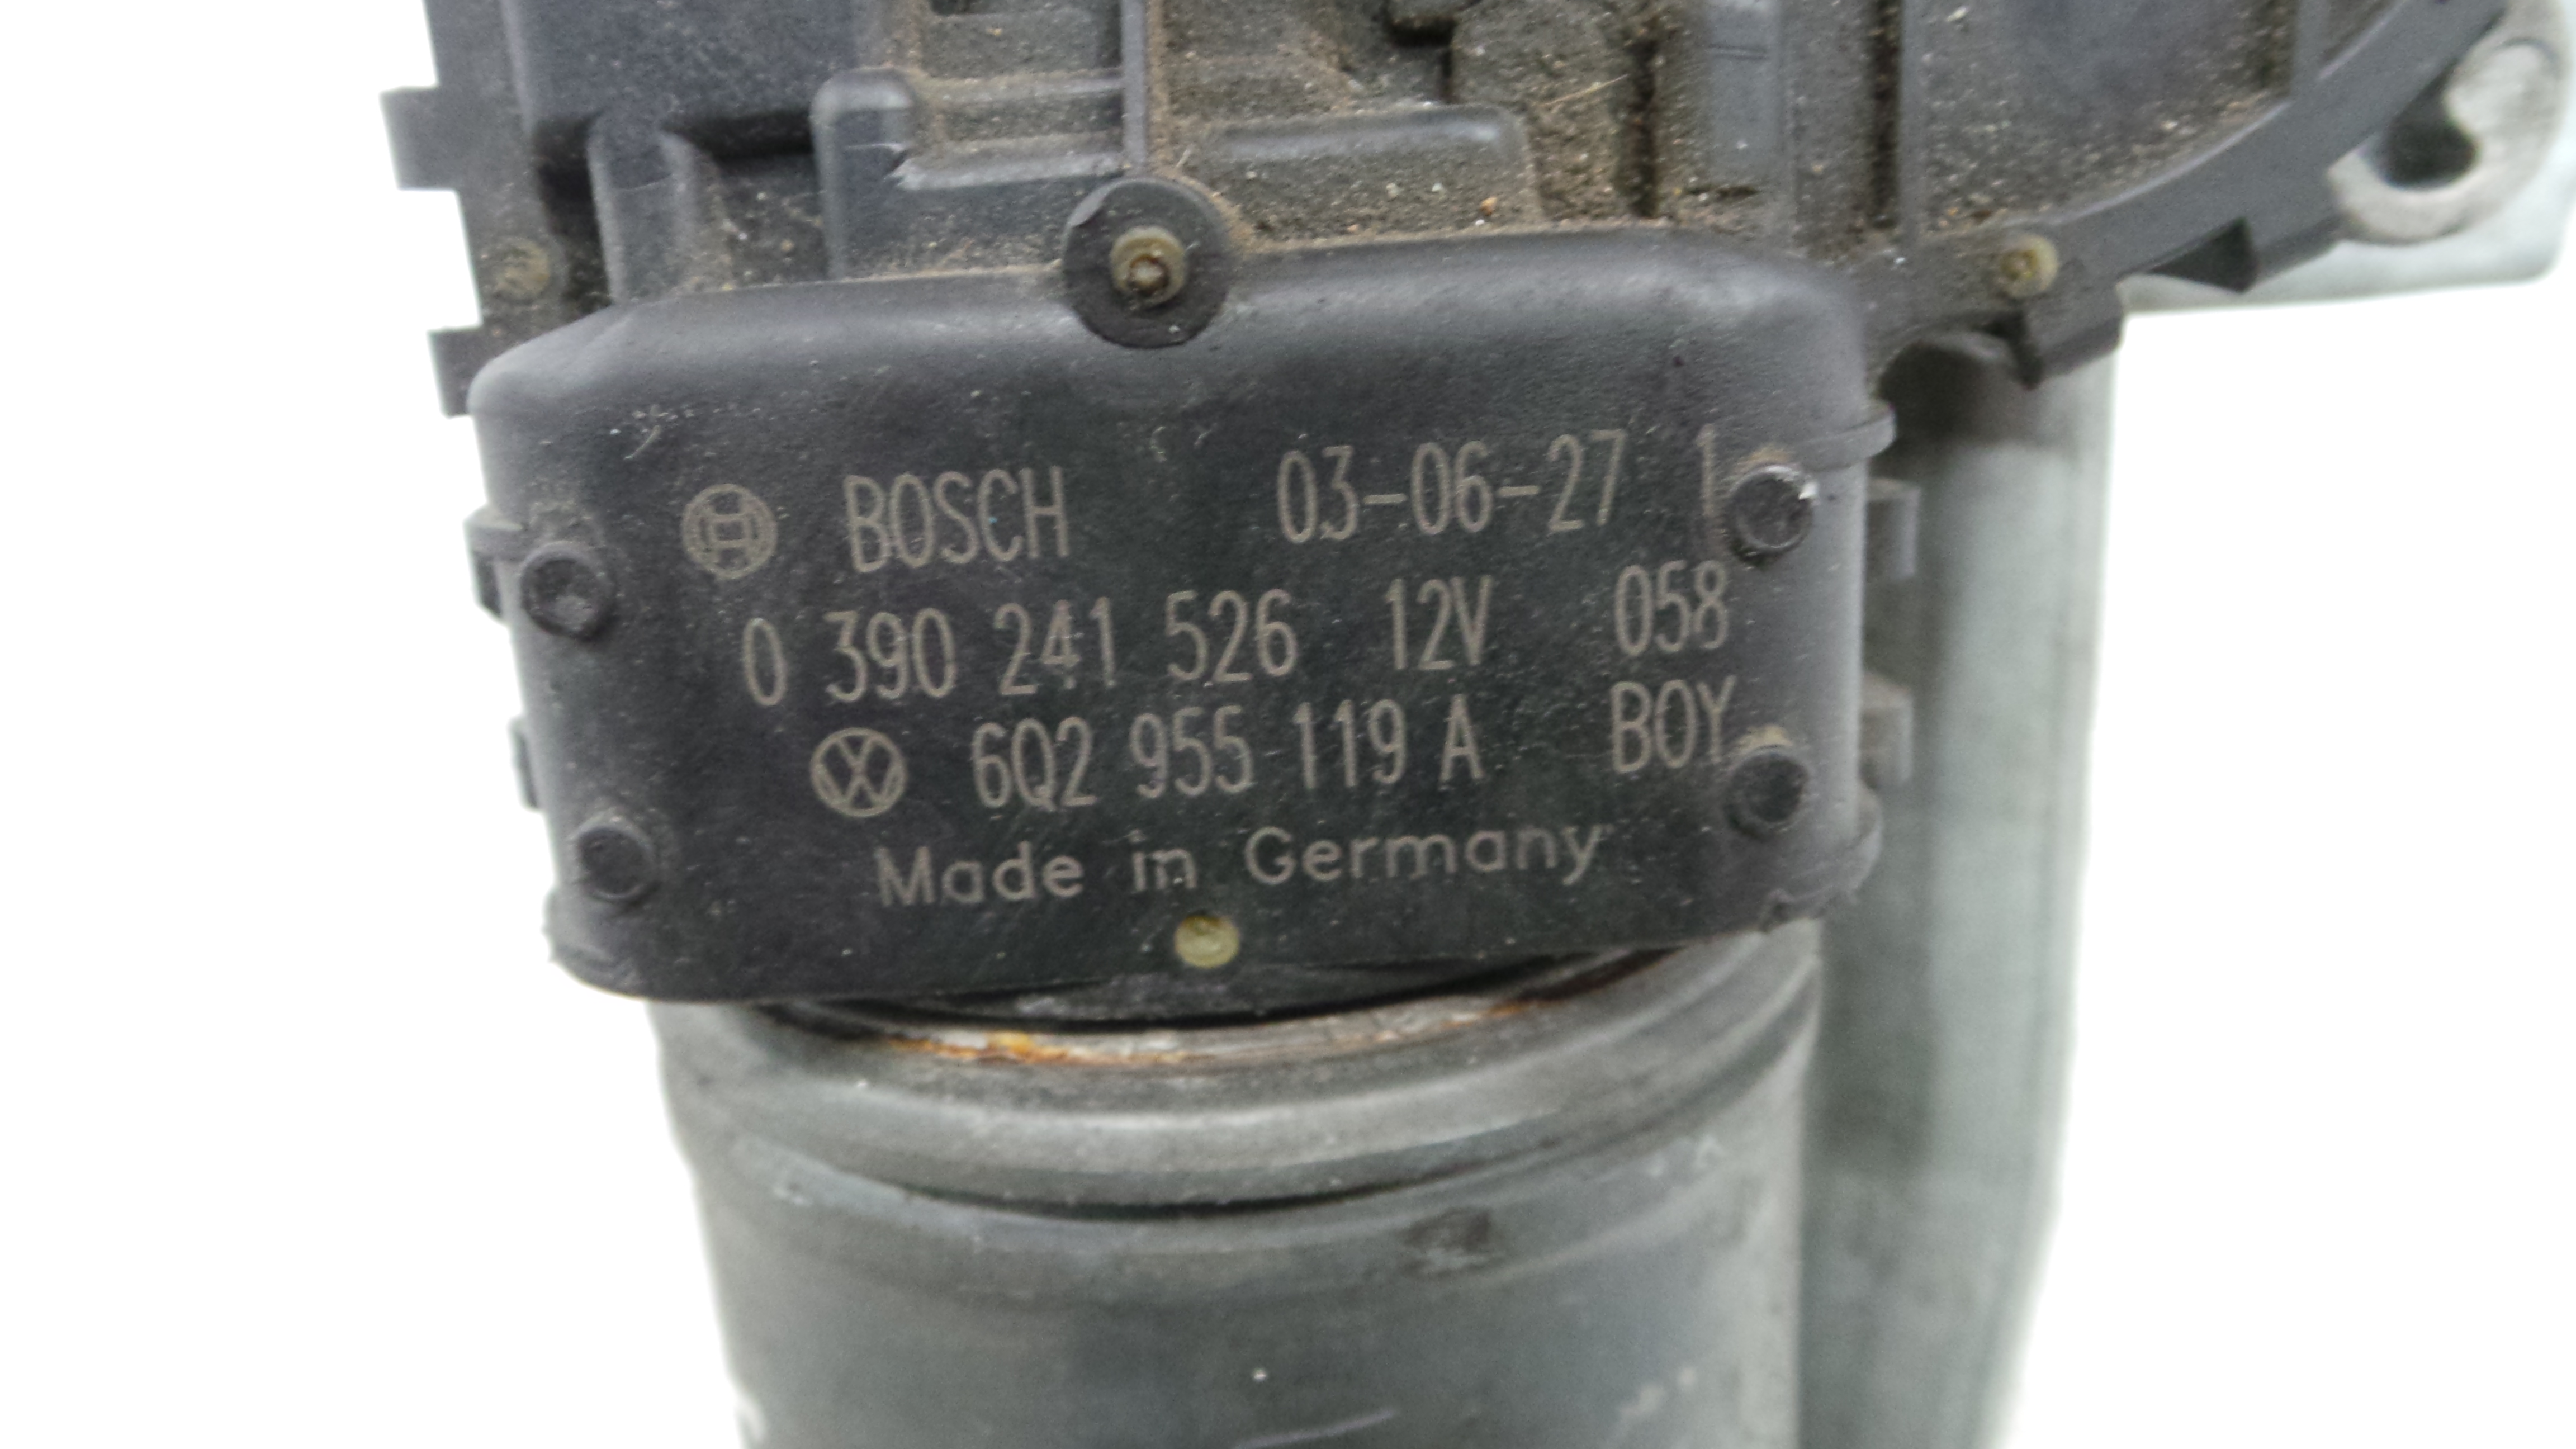 BOSCH 03-06-27 1
0 390 241 526 12V 058
6Q2 955 119 A BOY
Made in Germany